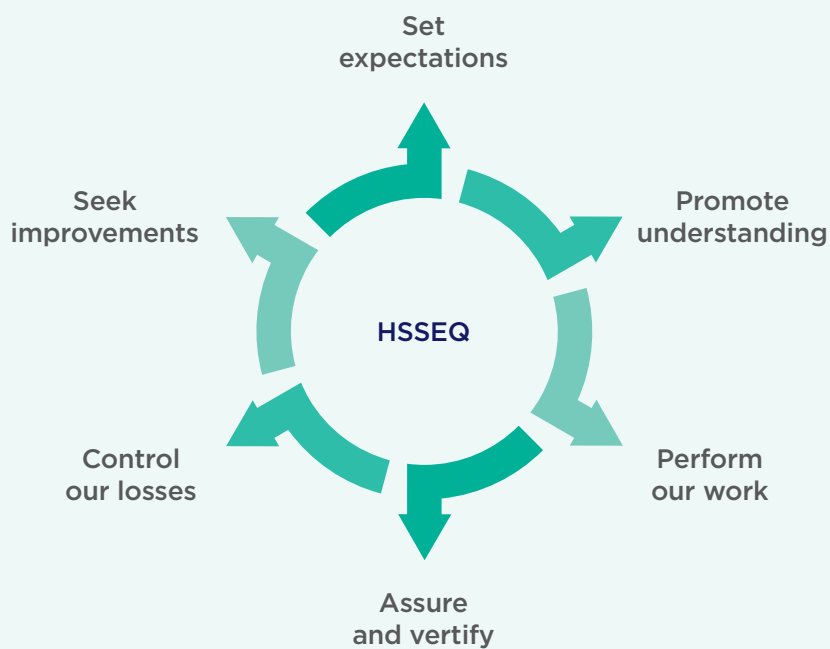 Set
expectations
Promote
understanding
Perform
our work
Assure
and vertify
Control
our losses
Seek
improvements
HSSEQ